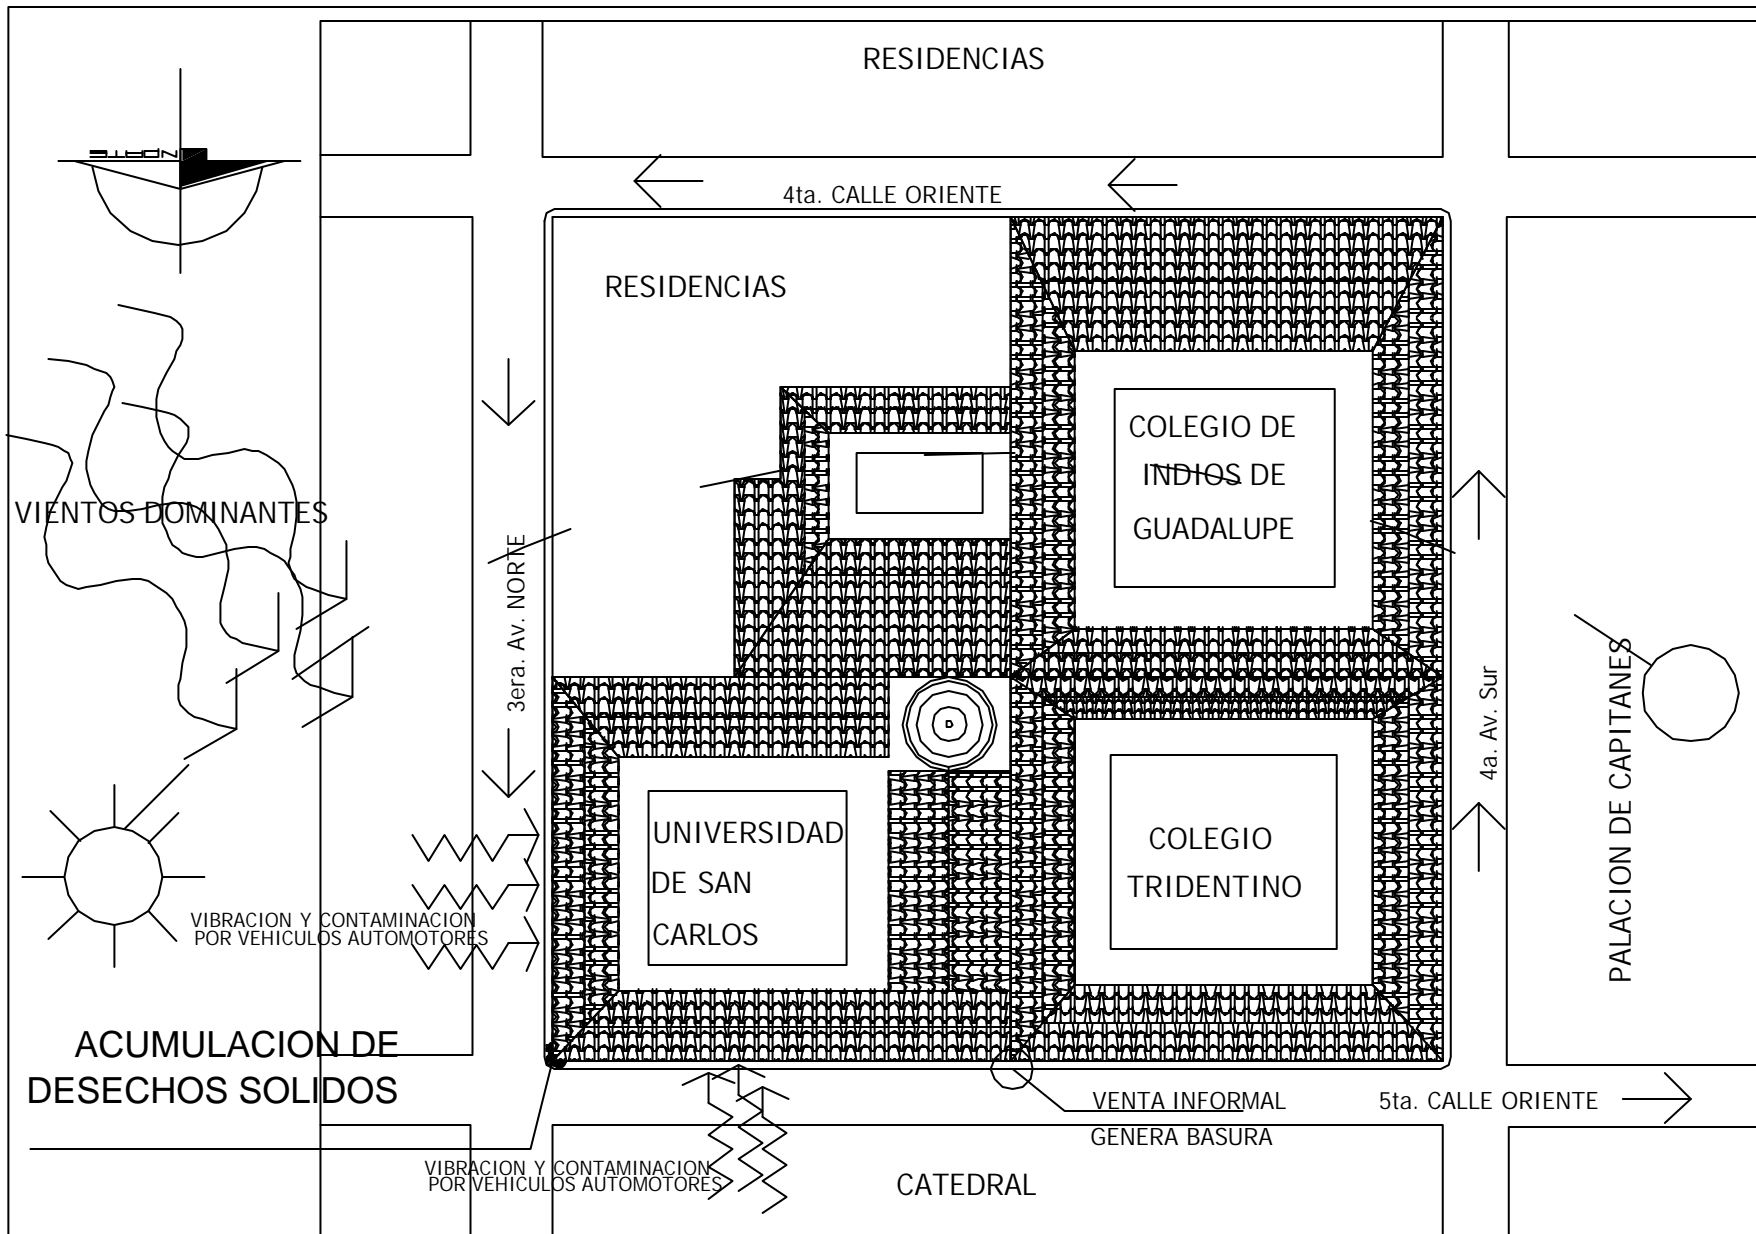 RESIDENCIAS
NORTE
4ta. CALLE ORIENTE
RESIDENCIAS
COLEGIO DE
INDIOS DE
GUADALUPE
VIENTOS DOMINANTES
3era. Av. NORTE
4a. Av. Sur
PALACION DE CAPITANES
UNIVERSIDAD
DE SAN
CARLOS
COLEGIO
TRIDENTINO
VIBRACION Y CONTAMINACION
POR VEHICULOS AUTOMOTORES
ACUMULACION DE
DESECHOS SOLIDOS
VENTA INFORMAL
GENERA BASURA
5ta. CALLE ORIENTE
VIBRACION Y CONTAMINACION
POR VEHICULOS AUTOMOTORES
CATEDRAL